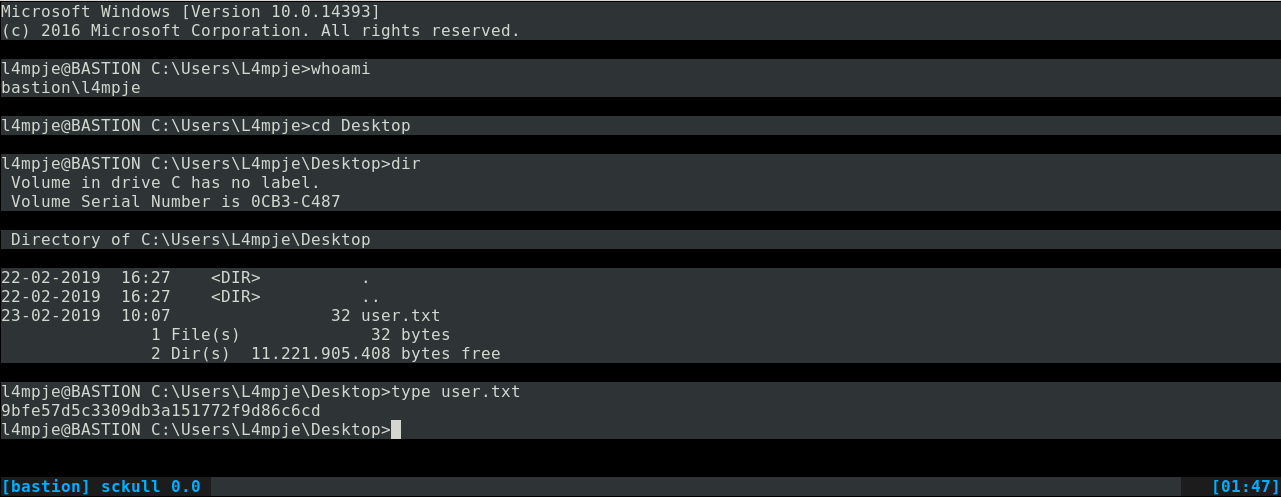 Microsoft Windows [Version 10.0.14393]
(c) 2016 Microsoft Corporation. All rights reserved.
l4mpje@BASTION C:\Users\L4mpje>whoami
bastion\l4mpje
l4mpje@BASTION C:\Users\L4mpje>cd Desktop
l4mpje@BASTION C:\Users\L4mpje\Desktop>dir
 Volume in drive C has no label.
 Volume Serial Number is 0CB3-C487
 Directory of C:\Users\L4mpje\Desktop
22-02-2019  16:27    <DIR>          .
22-02-2019  16:27    <DIR>          ..
23-02-2019  10:07                32 user.txt
               1 File(s)             32 bytes
               2 Dir(s)  11.221.905.408 bytes free
l4mpje@BASTION C:\Users\L4mpje\Desktop>type user.txt
9bfe57d5c3309db3a151772f9d86c6cd
l4mpje@BASTION C:\Users\L4mpje\Desktop>
[bastion] sckull 0.0 [01:47]